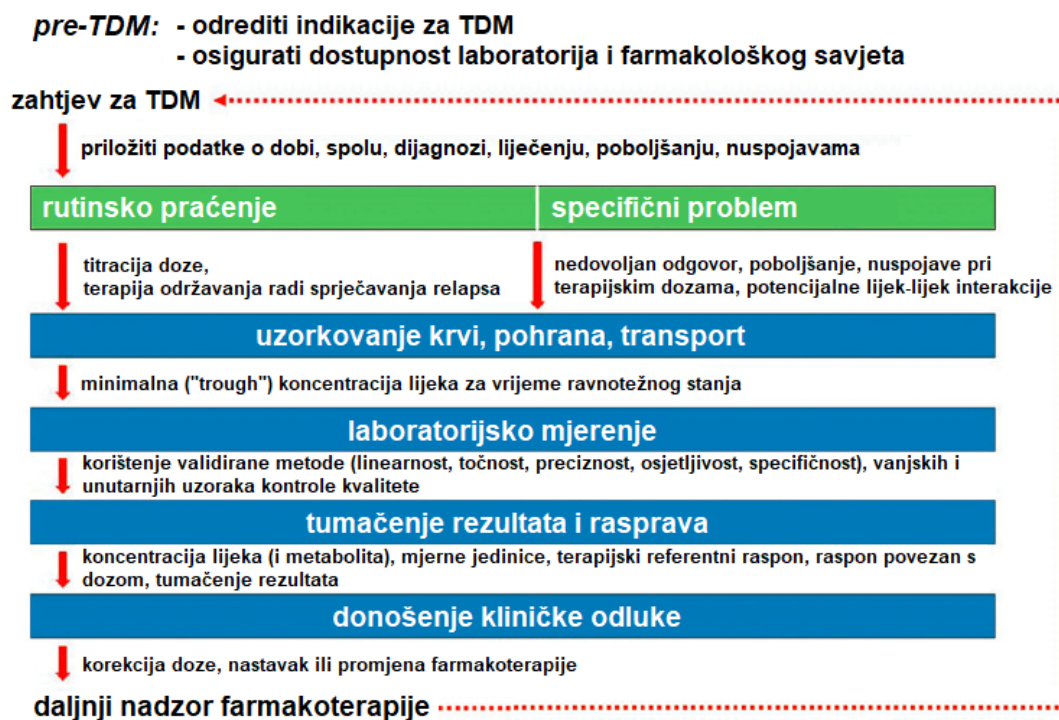 pre-TDM: - odrediti indikacije za TDM
- osigurati dostupnost laboratorija i farmakološkog savjeta
zahtjev za TDM
priložiti podatke o dobi, spolu, dijagnozi, liječenju, poboljšanju, nuspojavama
rutinsko praćenje
specifični problem
titracija doze,
terapija održavanja radi sprječavanja relapsa
nedovoljan odgovor, poboljšanje, nuspojave pri
terapijskim dozama, potencijalne lijek-lijek interakcije
uzorkovanje krvi, pohrana, transport
minimalna ("trough") koncentracija lijeka za vrijeme ravnotežnog stanja
laboratorijsko mjerenje
korištenje validirane metode (linearnost, točnost, preciznost, osjetljivost, specifičnost), vanjskih i
unutarnjih uzoraka kontrole kvalitete
tumačenje rezultata i rasprava
koncentracija lijeka (i metabolita), mjerne jedinice, terapijski referentni raspon, raspon povezan s
dozom, tumačenje rezultata
donošenje kliničke odluke
korekcija doze, nastavak ili promjena farmakoterapije
daljnji nadzor farmakoterapije